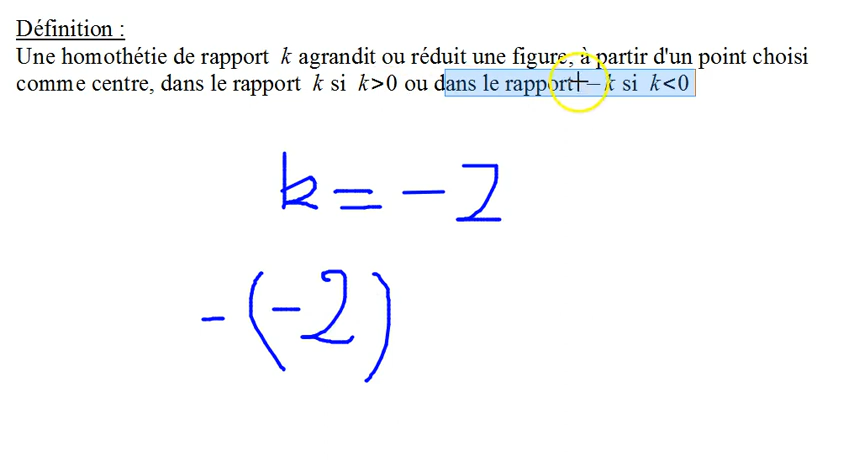 Définition :
Une homothétie de rapport k agrandit ou réduit une figure, à partir d'un point choisi
comme centre, dans le rapport k si k>0 ou dans le rapport −k si k<0
k = − 2
− (− 2)